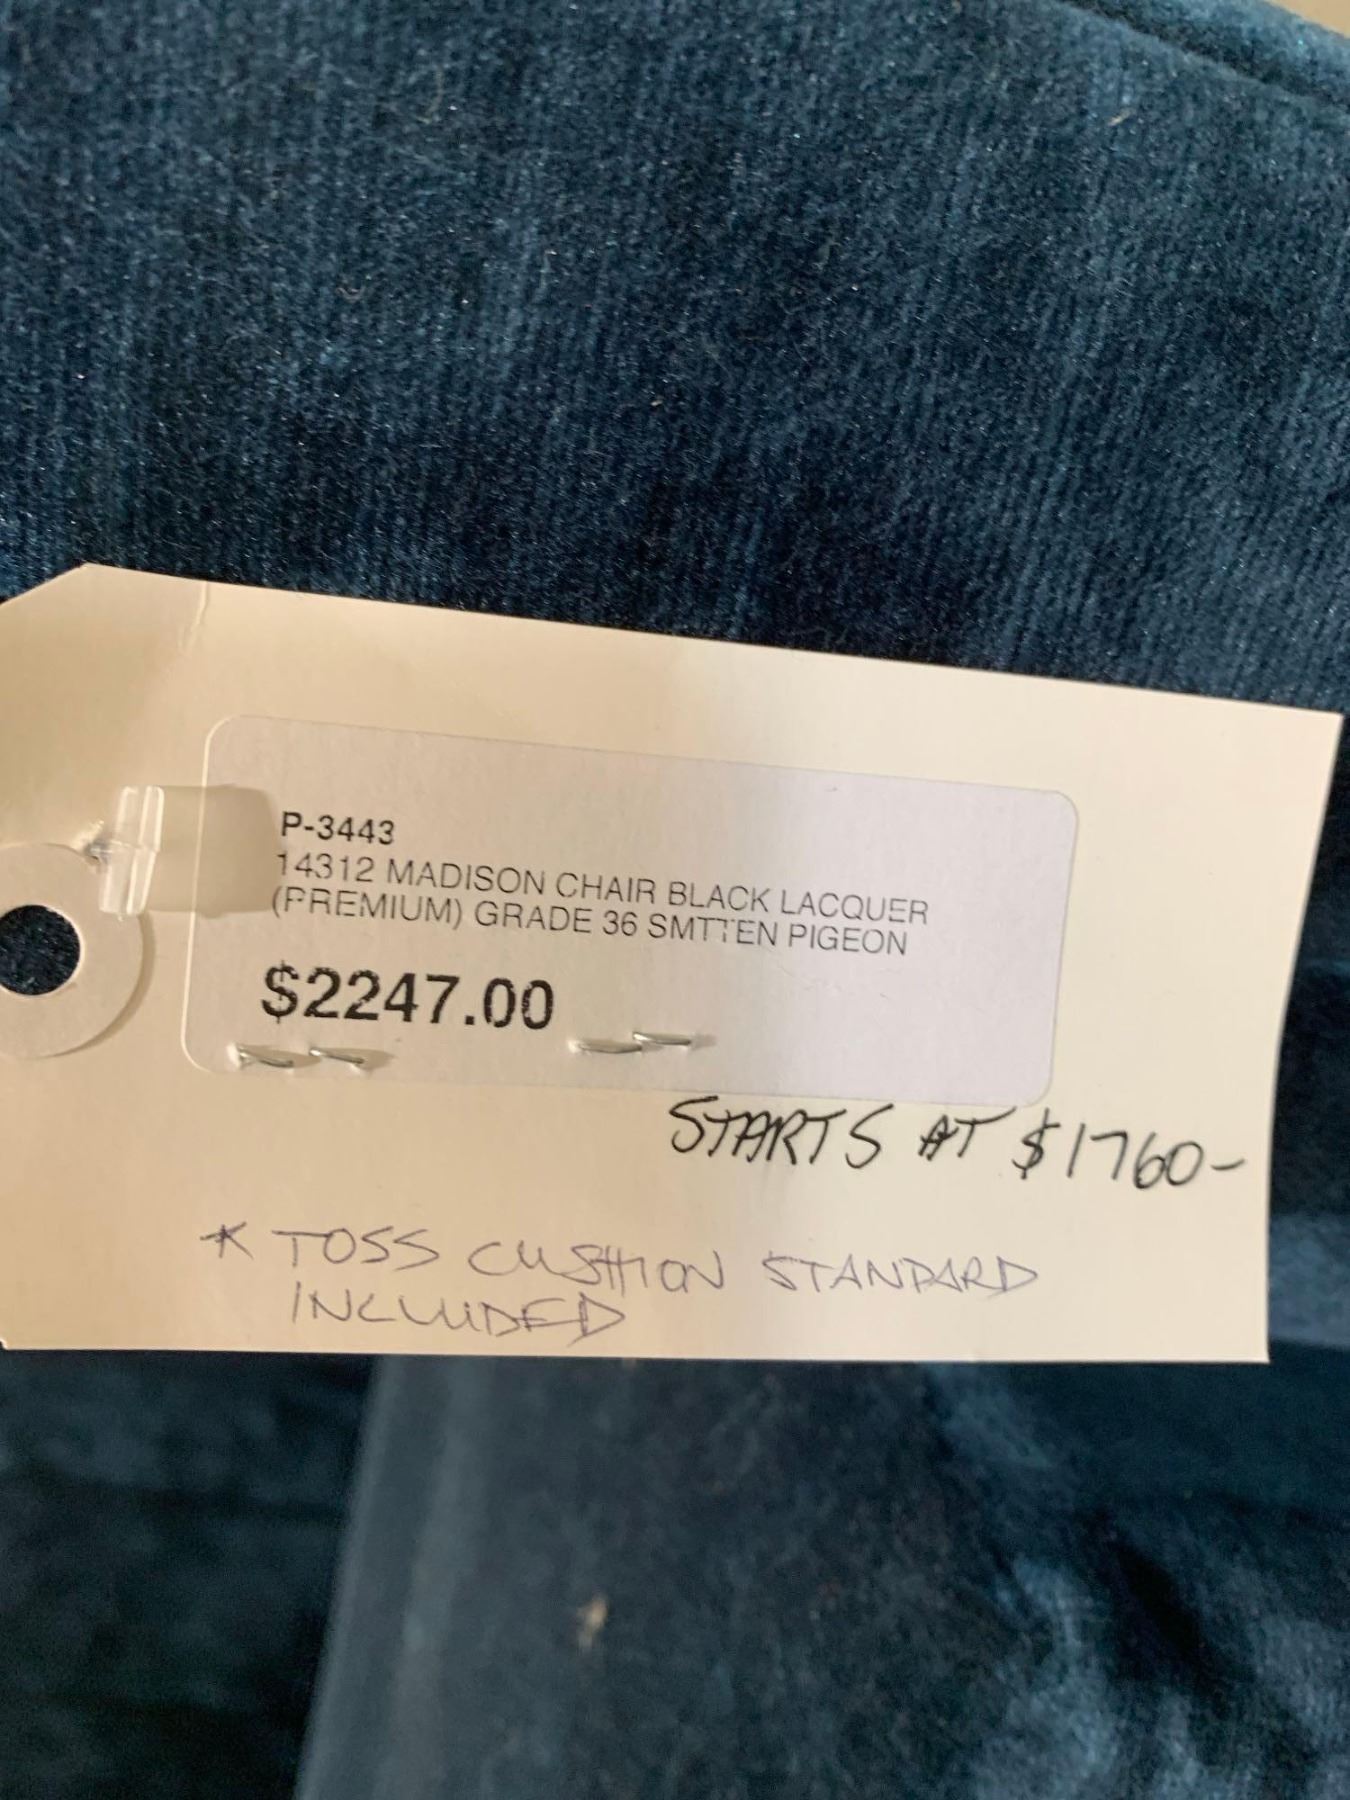 P-3443
14312 MADISON CHAIR BLACK LACQUER
(PREMIUM) GRADE 36 SMTTEN PIGEON
$2247.00
STARTS AT $1760-
* TOSS CUSHION STANDARD
INCLUDED